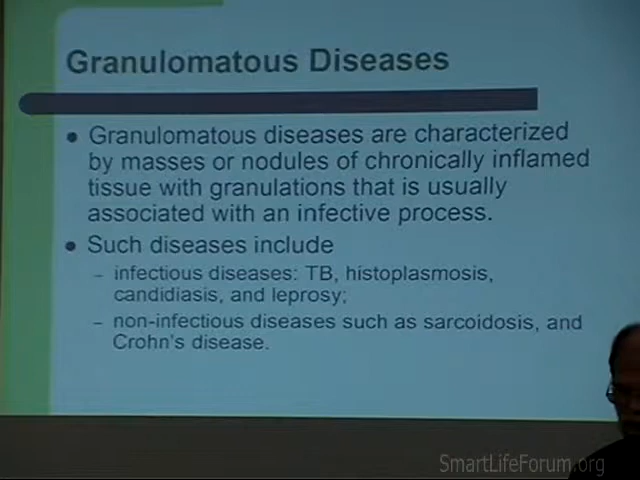 Granulomatous Diseases
Granulomatous diseases are characterized
by masses or nodules of chronically inflamed
tissue with granulations that is usually
associated with an infective process.
Such diseases include
– infectious diseases: TB, histoplasmosis,
candidiasis, and leprosy;
– non-infectious diseases such as sarcoidosis, and
Crohn's disease.
SmartLifeForum.org